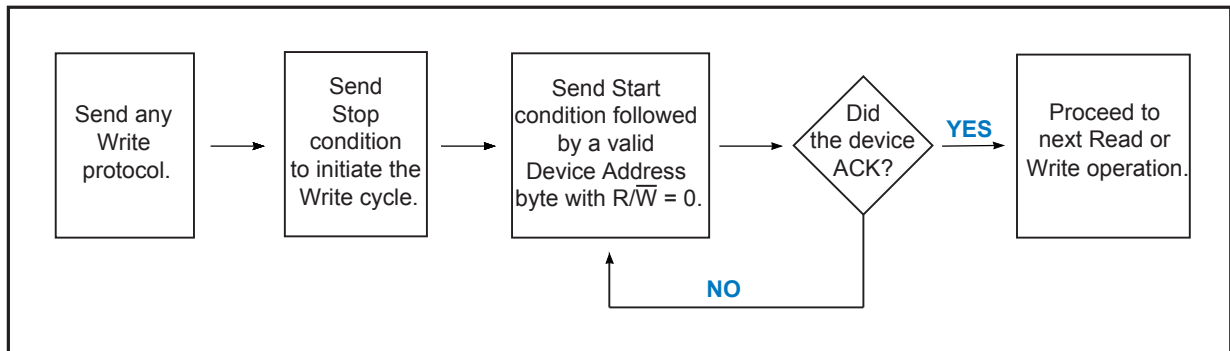 Send any
Write
protocol.
Send
Stop
condition
to initiate the
Write cycle.
Send Start
condition followed
by a valid
Device Address
byte with R/W̅ = 0.
Did
the device
ACK?
YES
Proceed to
next Read or
Write operation.
NO